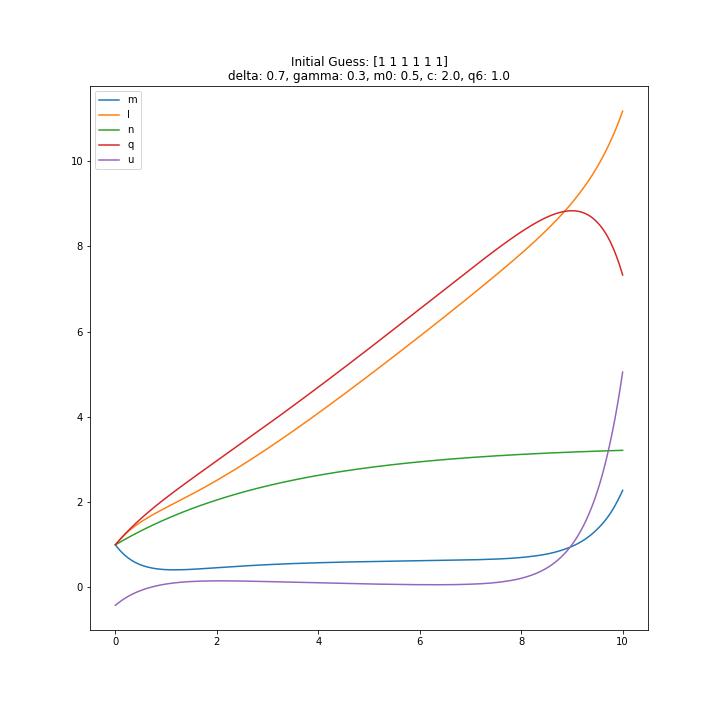 Initial Guess: [1 1 1 1 1 1]
delta: 0.7, gamma: 0.3, m0: 0.5, c: 2.0, q6: 1.0
m
l
n
q
u
10
8
6
4
2
0
0 2 4 6 8 10